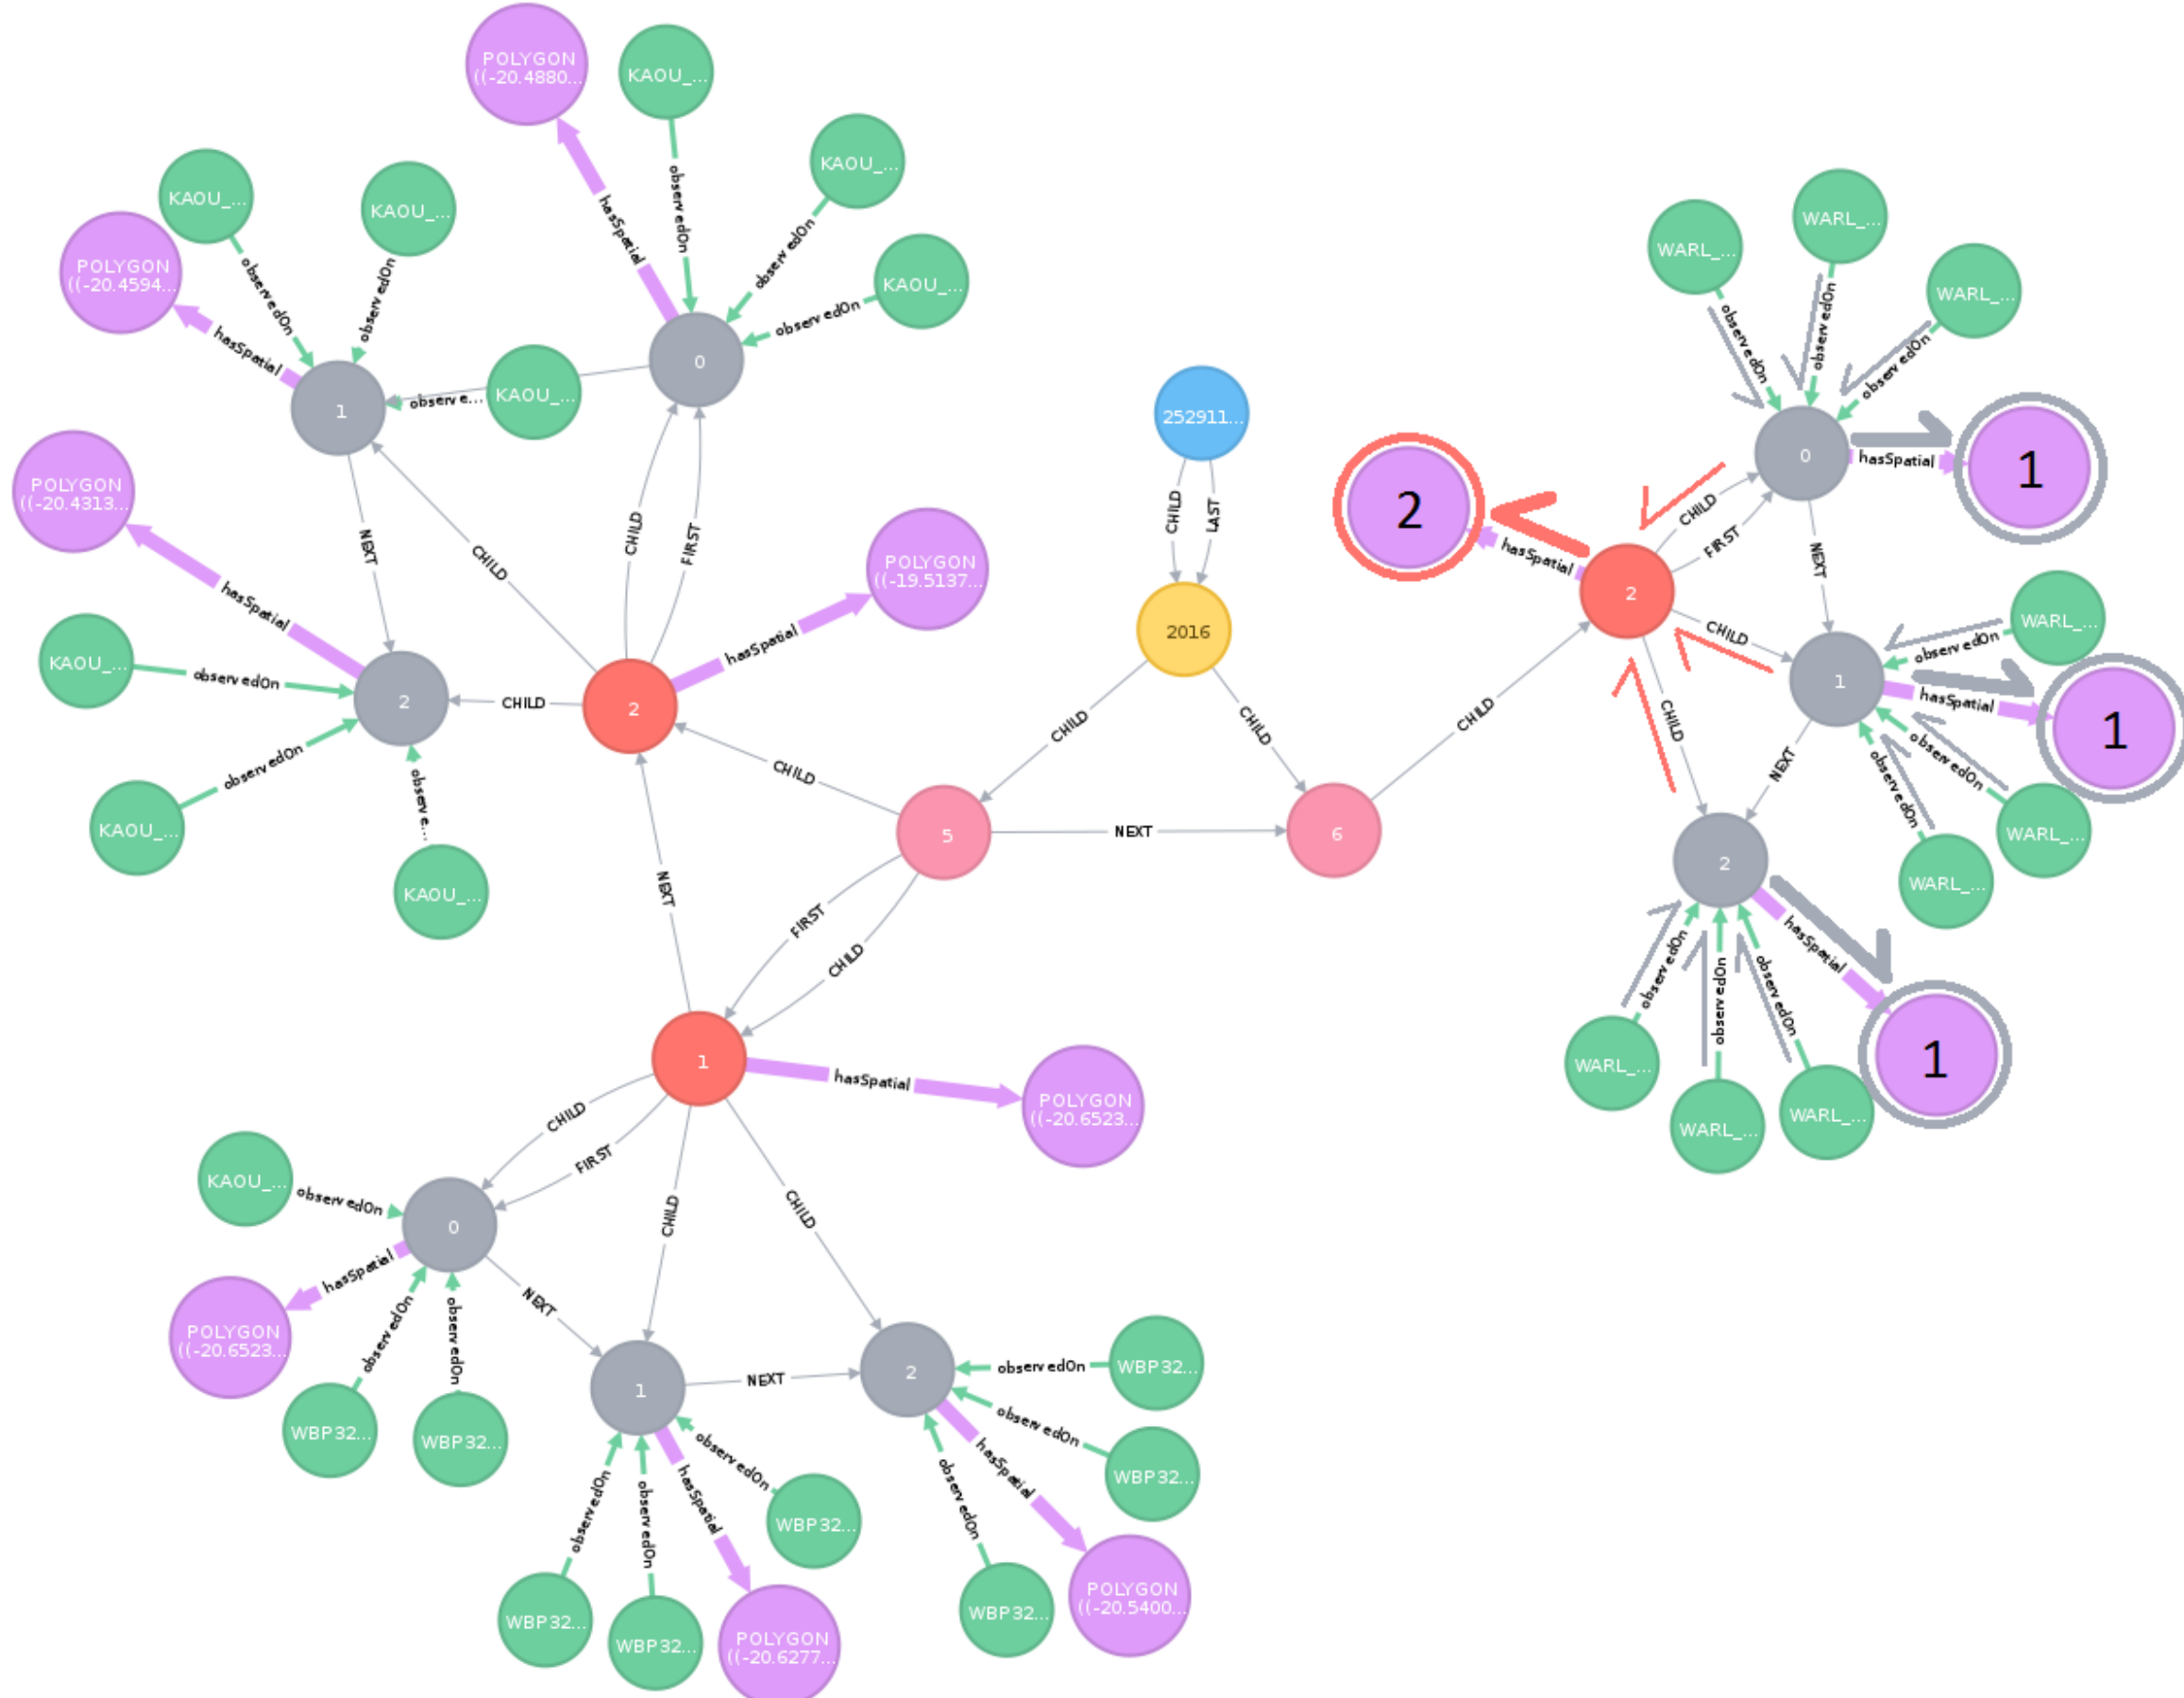 POLYGON
((-20.4880...
KAOU_...
KAOU_...
KAOU_...
observedOn
observedOn
observedOn
hasSpatial
0
KAOU_...
KAOU_...
POLYGON
((-20.4594...
observedOn
observedOn
hasSpatial
1
observe...
KAOU_...
NEXT
CHILD
CHILD
FIRST
POLYGON
((-20.4313...
hasSpatial
KAOU_...
observedOn
2
CHILD
2
hasSpatial
POLYGON
((-19.5137...
KAOU_...
observedOn
observe...
KAOU_...
252911...
CHILD
LAST
2016
CHILD
CHILD
CHILD
5
NEXT
6
CHILD
NEXT
FIRST
CHILD
1
hasSpatial
POLYGON
((-20.6523...
CHILD
FIRST
CHILD
CHILD
KAOU_...
observedOn
0
hasSpatial
POLYGON
((-20.6523...
observedOn
observedOn
WBP32...
WBP32...
NEXT
1
NEXT
2
observedOn
WBP32...
observedOn
WBP32...
observedOn
hasSpatial
WBP32...
POLYGON
((-20.5400...
observedOn
observedOn
hasSpatial
observedOn
WBP32...
WBP32...
WBP32...
POLYGON
((-20.6277...
WARL_...
WARL_...
WARL_...
observedOn
observedOn
observedOn
0
hasSpatial
1
2
hasSpatial
2
CHILD
FIRST
NEXT
CHILD
CHILD
1
observedOn
WARL_...
hasSpatial
1
observedOn
WARL_...
observedOn
WARL_...
NEXT
2
hasSpatial
1
observedOn
observedOn
observedOn
WARL_...
WARL_...
WARL_...